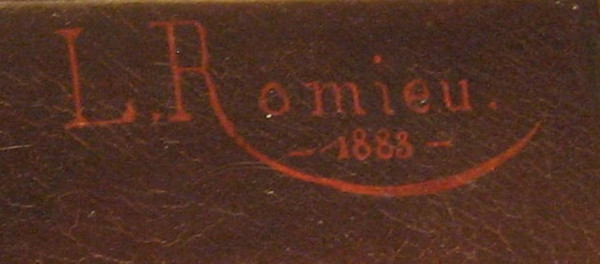 L. Romieu.
- 1883 -